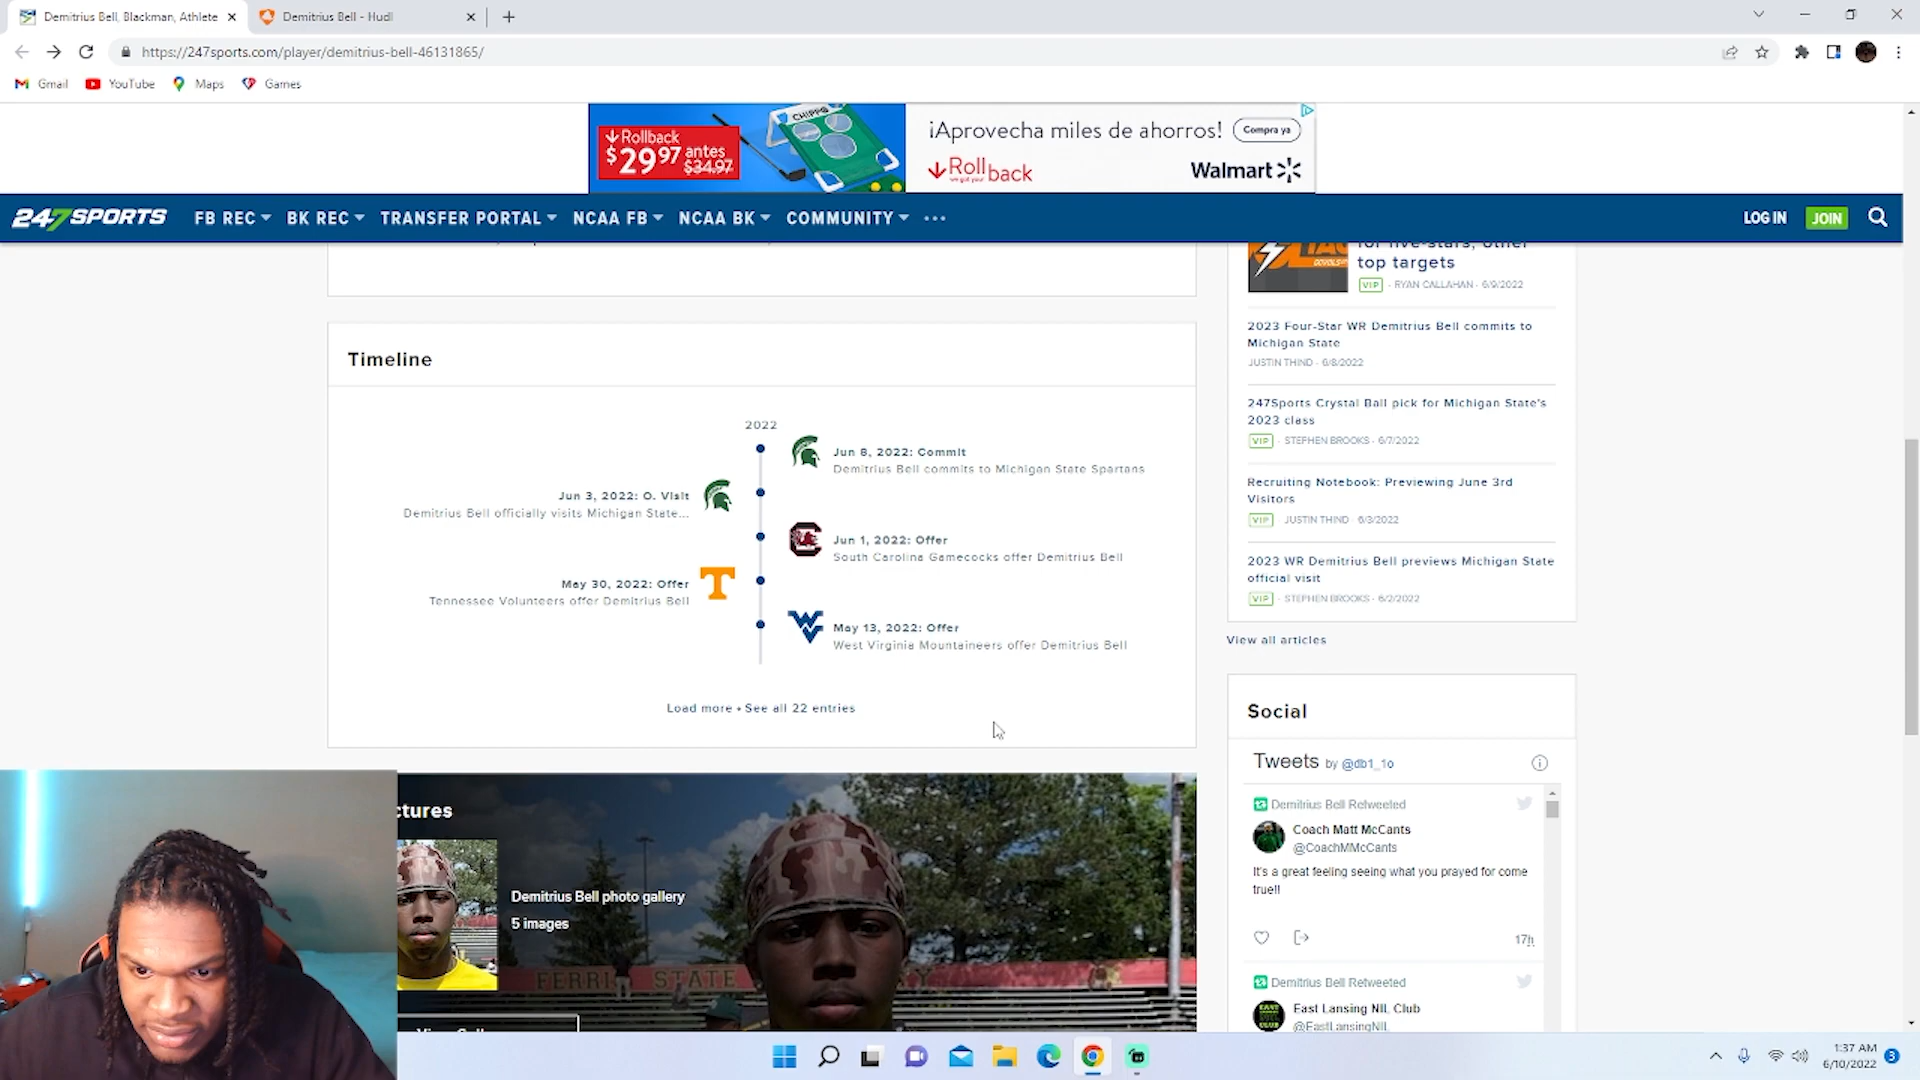 Demitrius Bell, Blackman, Athlete
Demitrius Bell - Hudl
https://247sports.com/player/demitrius-bell-46131865/
Gmail
YouTube
Maps
Games
Rollback
$29.97 antes
$34.97
CHIPPO
¡Aprovecha miles de ahorros!
Compra ya
Rollback
Walmart
247SPORTS
FB REC
BK REC
TRANSFER PORTAL
NCAA FB
NCAA BK
COMMUNITY
LOG IN
JOIN
for five-stars, other
top targets
VIP - RYAN CALLAHAN - 6/9/2022
2023 Four-Star WR Demitrius Bell commits to
Michigan State
JUSTIN THIND - 6/8/2022
247Sports Crystal Ball pick for Michigan State's
2023 class
VIP - STEPHEN BROOKS - 6/7/2022
Recruiting Notebook: Previewing June 3rd
Visitors
VIP - JUSTIN THIND - 6/3/2022
2023 WR Demitrius Bell previews Michigan State
official visit
VIP - STEPHEN BROOKS - 6/2/2022
View all articles
Timeline
2022
Jun 8, 2022: Commit
Demitrius Bell commits to Michigan State Spartans
Jun 3, 2022: O. Visit
Demitrius Bell officially visits Michigan State...
Jun 1, 2022: Offer
South Carolina Gamecocks offer Demitrius Bell
May 30, 2022: Offer
Tennessee Volunteers offer Demitrius Bell
May 13, 2022: Offer
West Virginia Mountaineers offer Demitrius Bell
Load more • See all 22 entries
ctures
Demitrius Bell photo gallery
5 images
FERRIS STATE
Social
Tweets by @db1_1o
Demitrius Bell Retweeted
Coach Matt McCants
@CoachMMcCants
It's a great feeling seeing what you prayed for come
true!!
17h
Demitrius Bell Retweeted
East Lansing NIL Club
@EastLansingNIL
1:37 AM
6/10/2022
3